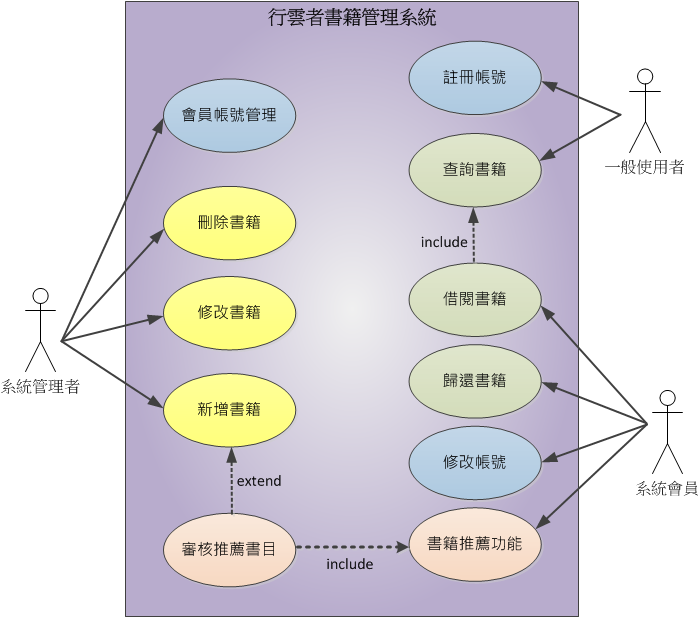 行雲者書籍管理系統
註冊帳號
會員帳號管理
查詢書籍
一般使用者
刪除書籍
include
借閱書籍
修改書籍
歸還書籍
系統管理者
新增書籍
修改帳號
系統會員
extend
審核推薦書目
書籍推薦功能
include